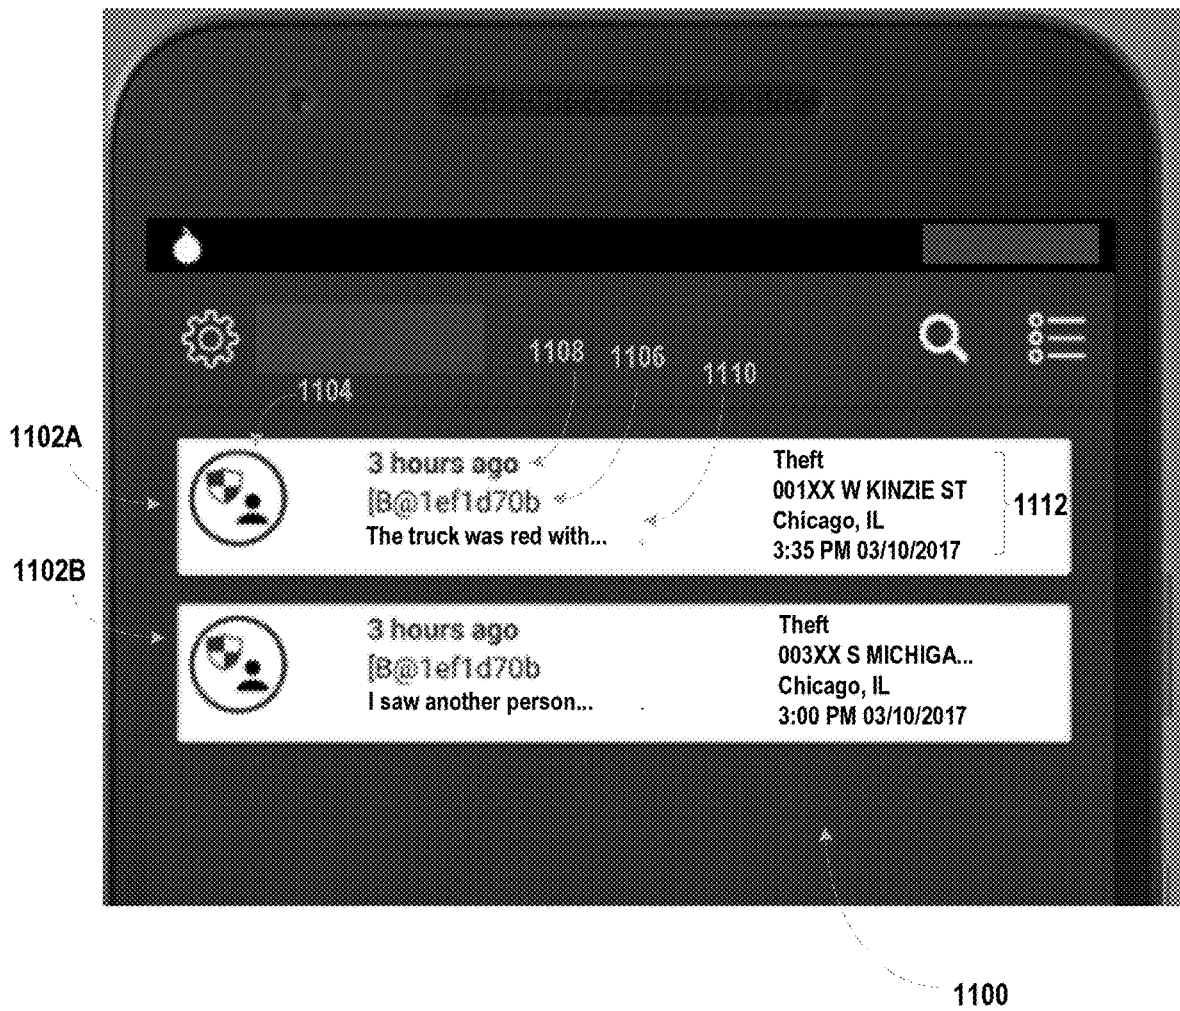 1108
1106
1110
1104
1102A
3 hours ago
[B@1ef1d70b
The truck was red with...
Theft
001XX W KINZIE ST
Chicago, IL
3:35 PM 03/10/2017
1112
1102B
3 hours ago
[B@1ef1d70b
I saw another person...
Theft
003XX S MICHIGA...
Chicago, IL
3:00 PM 03/10/2017
1100